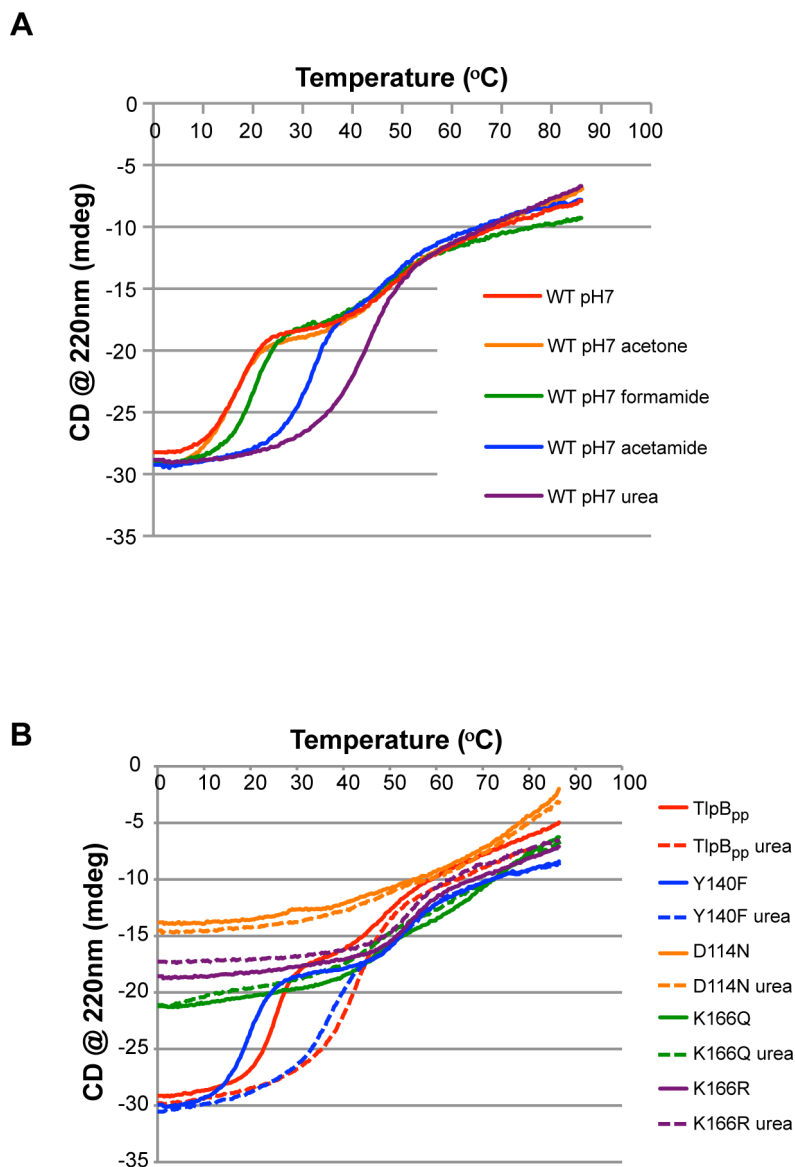 A
Temperature (°C)
0
0 10 20 30 40 50 60 70 80 90 100
-5
-10
-15
-20
-25
-30
-35
CD @ 220nm (mdeg)
WT pH7
WT pH7 acetone
WT pH7 formamide
WT pH7 acetamide
WT pH7 urea
B
Temperature (°C)
0
0 10 20 30 40 50 60 70 80 90 100
-5
-10
-15
-20
-25
-30
-35
CD @ 220nm (mdeg)
TlpBpp
TlpBpp urea
Y140F
Y140F urea
D114N
D114N urea
K166Q
K166Q urea
K166R
K166R urea